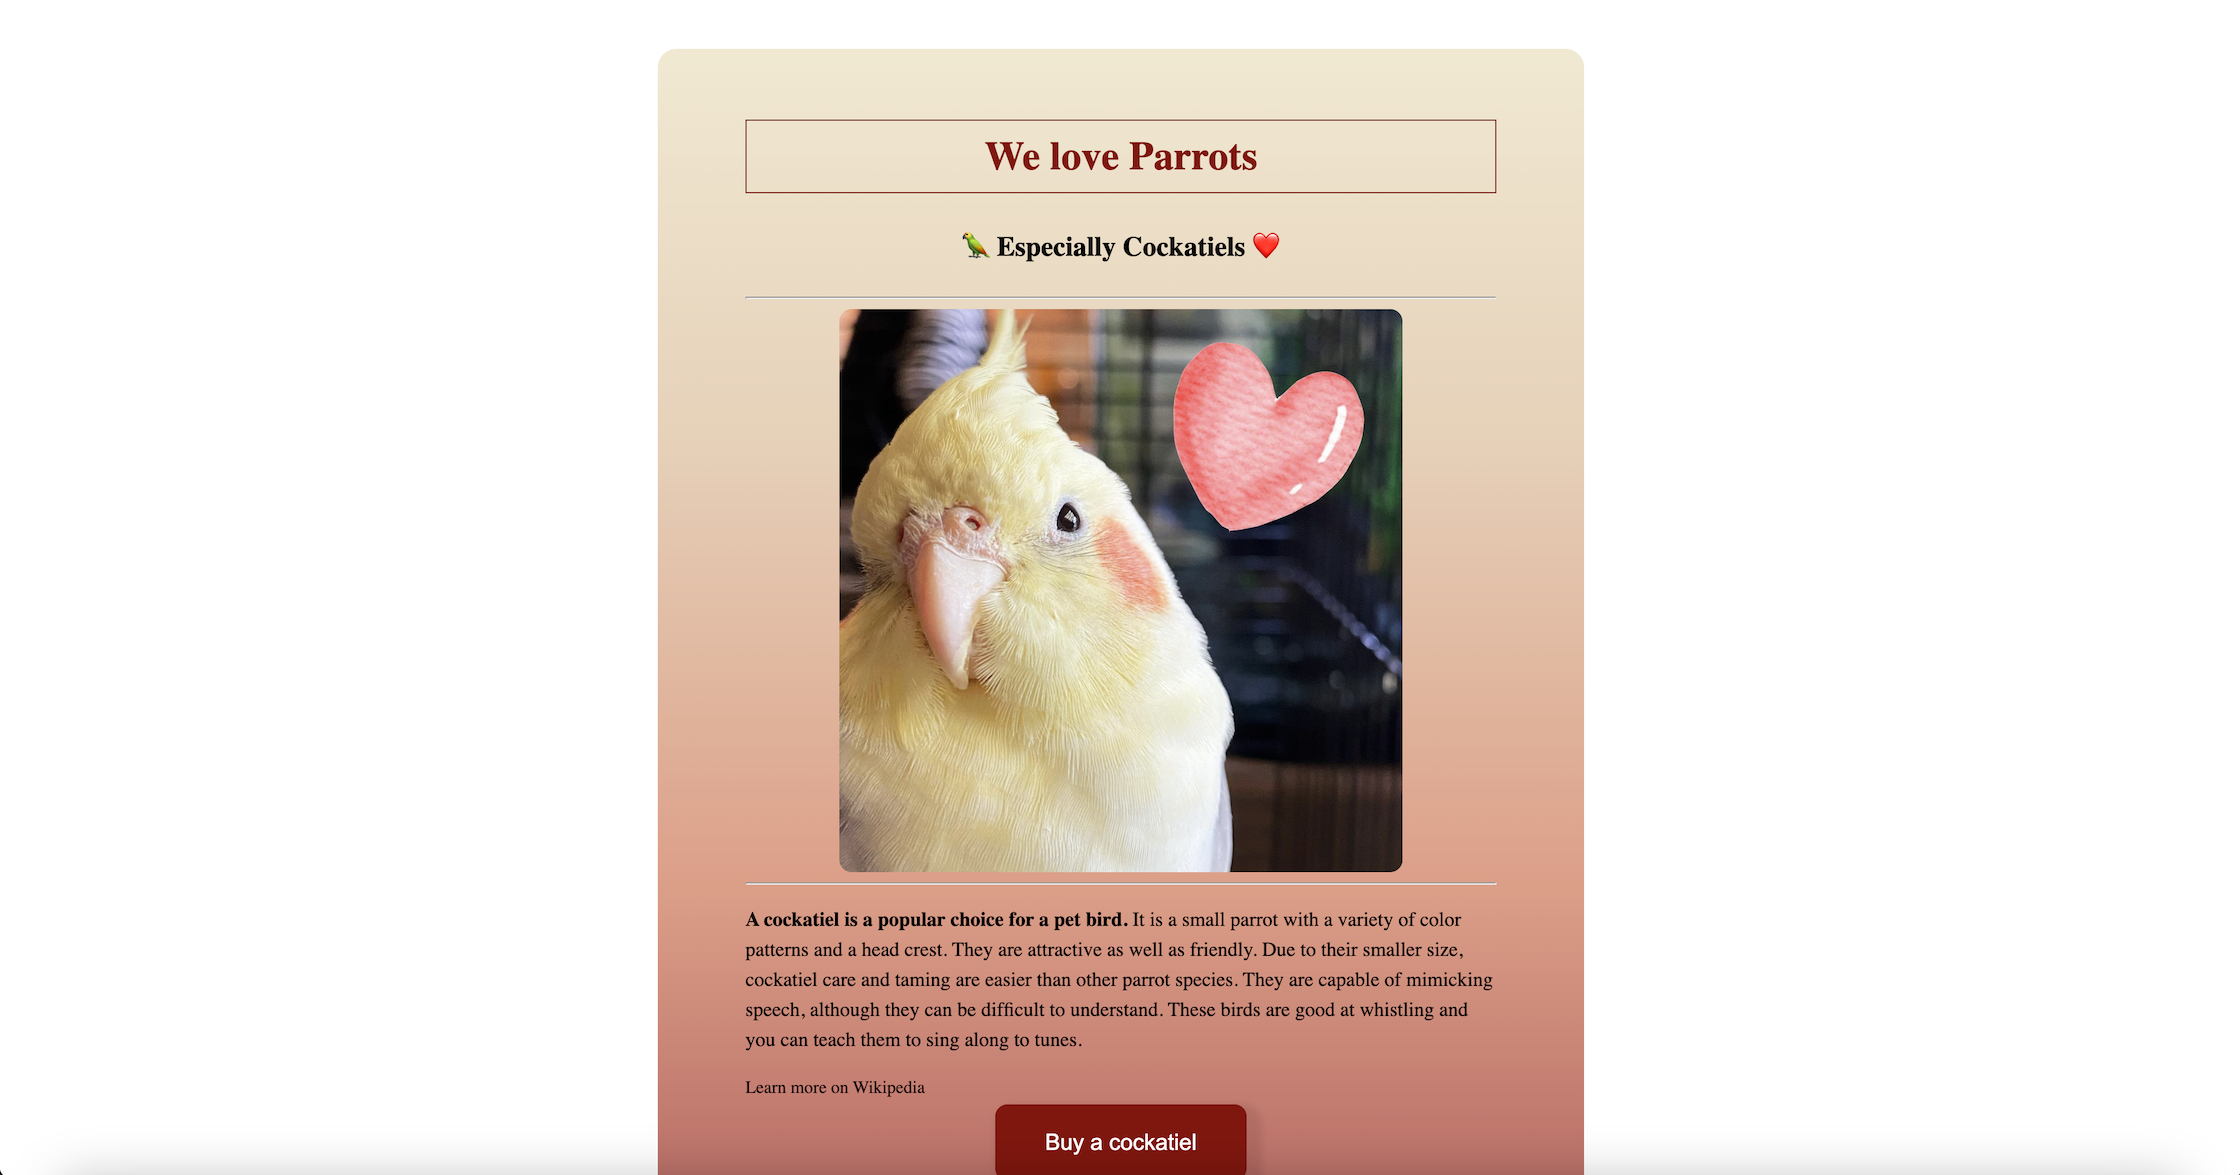 We love Parrots
🦜 Especially Cockatiels ❤️
A cockatiel is a popular choice for a pet bird. It is a small parrot with a variety of color
patterns and a head crest. They are attractive as well as friendly. Due to their smaller size,
cockatiel care and taming are easier than other parrot species. They are capable of mimicking
speech, although they can be difficult to understand. These birds are good at whistling and
you can teach them to sing along to tunes.
Learn more on Wikipedia
Buy a cockatiel